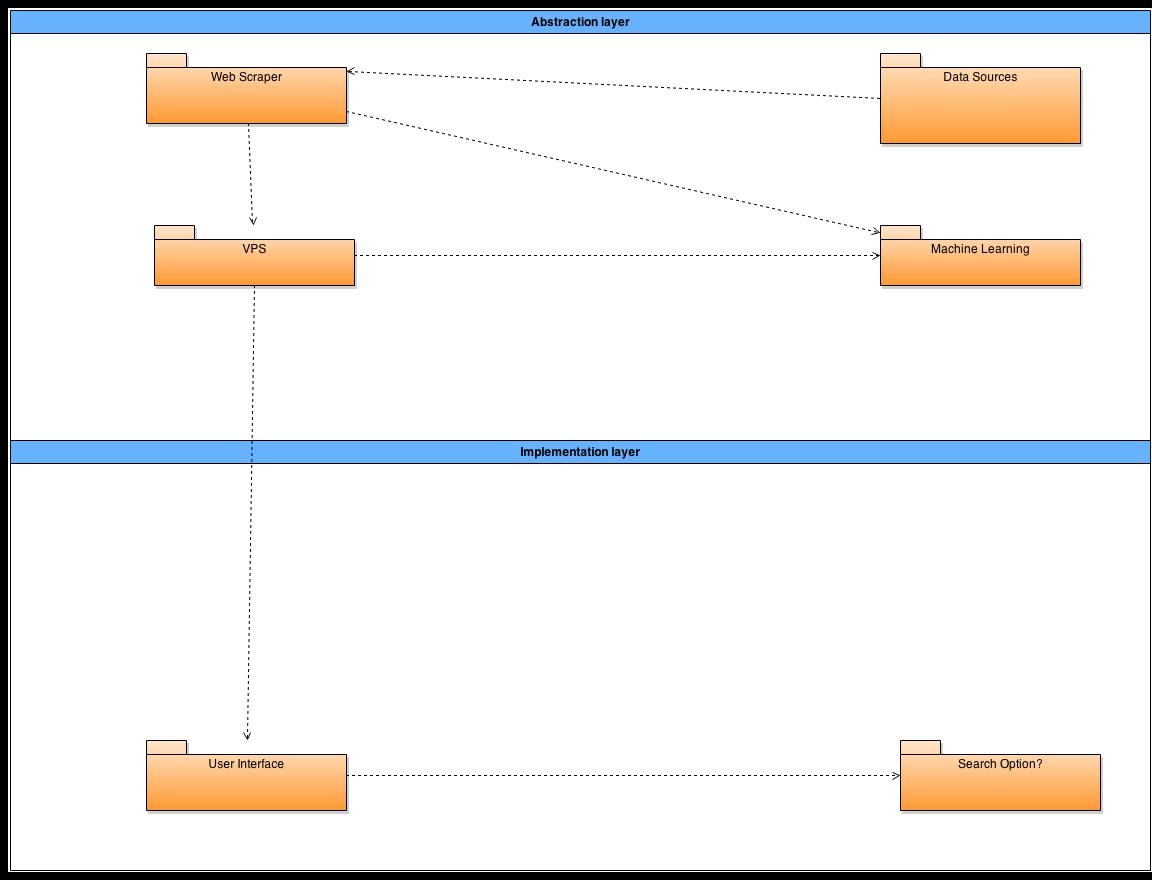 Abstraction layer
Web Scraper
Data Sources
VPS
Machine Learning
Implementation layer
User Interface
Search Option?